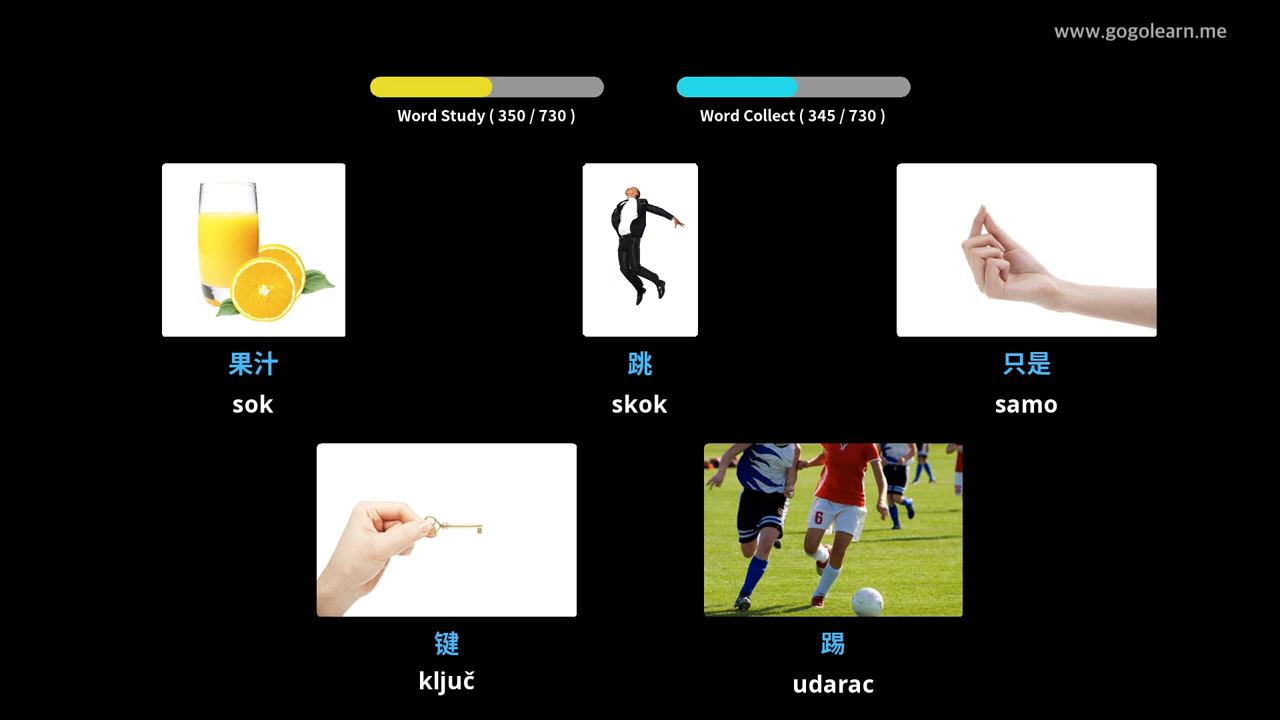 www.gogolearn.me
Word Study ( 350 / 730 )
Word Collect ( 345 / 730 )
果汁
跳
只是
sok
skok
samo
键
踢
ključ
udarac
6